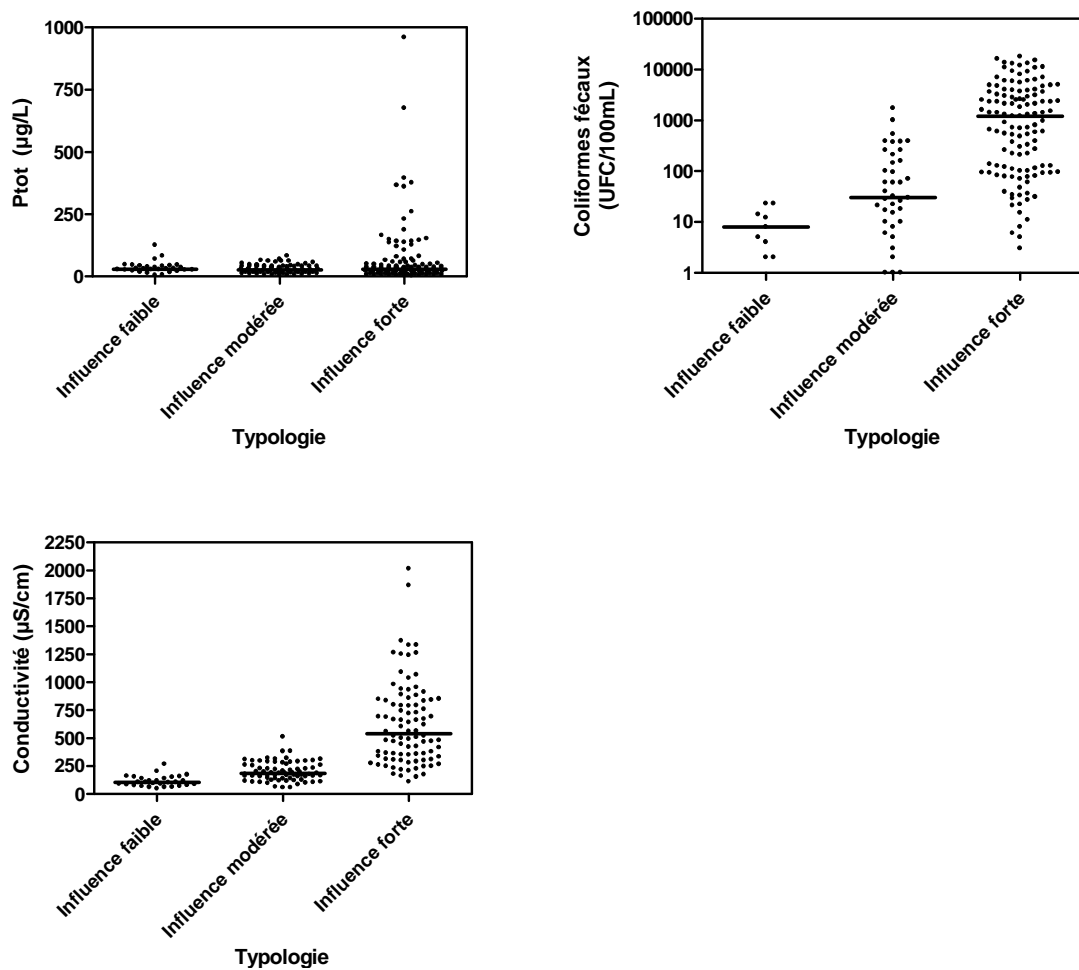 1000
750
500
250
0
Ptot (µg/L)
Influence faible
Influence modérée
Influence forte
Typologie
100000
10000
1000
100
10
1
Coliformes fécaux
(UFC/100mL)
Influence faible
Influence modérée
Influence forte
Typologie
2250
2000
1750
1500
1250
1000
750
500
250
0
Conductivité (µS/cm)
Influence faible
Influence modérée
Influence forte
Typologie